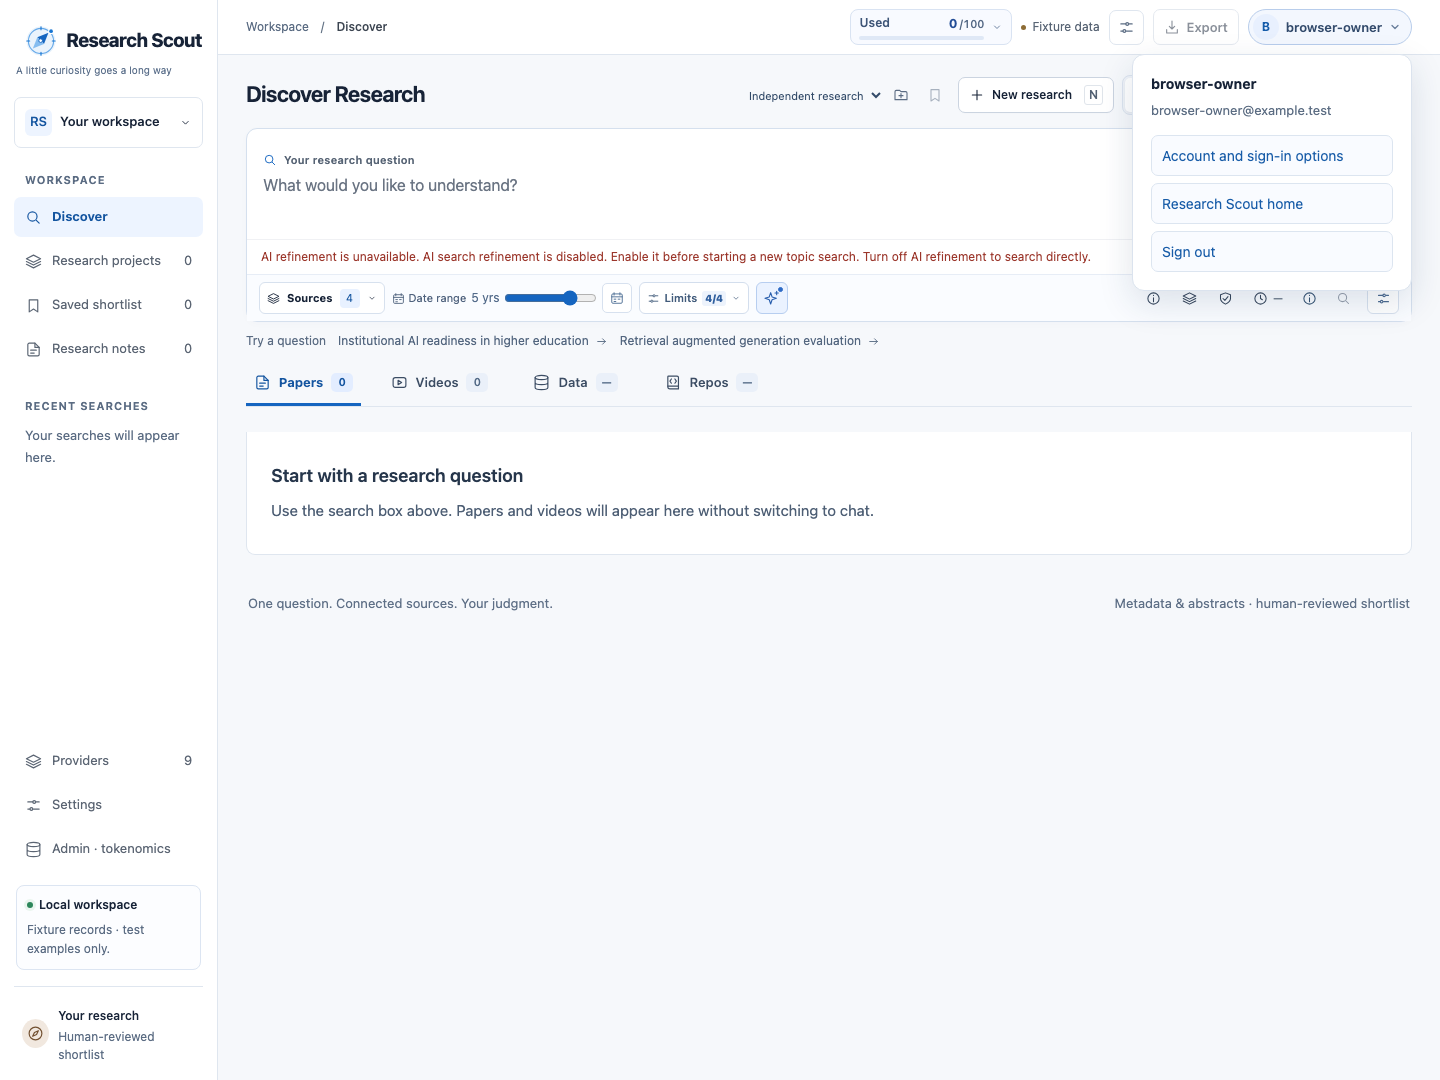 Research Scout
A little curiosity goes a long way
RS Your workspace
WORKSPACE
Discover
Research projects 0
Saved shortlist 0
Research notes 0
RECENT SEARCHES
Your searches will appear
here.
Providers 9
Settings
Admin · tokenomics
Local workspace
Fixture records · test
examples only.
Your research
Human-reviewed
shortlist
Workspace / Discover
Used 0/100
Fixture data
Export
B browser-owner
browser-owner
browser-owner@example.test
Account and sign-in options
Research Scout home
Sign out
Discover Research
Independent research
New research N
Your research question
What would you like to understand?
AI refinement is unavailable. AI search refinement is disabled. Enable it before starting a new topic search. Turn off AI refinement to search directly.
Sources 4
Date range 5 yrs
Limits 4/4
–
Try a question Institutional AI readiness in higher education → Retrieval augmented generation evaluation →
Papers 0
Videos 0
Data –
Repos –
Start with a research question
Use the search box above. Papers and videos will appear here without switching to chat.
One question. Connected sources. Your judgment.
Metadata & abstracts · human-reviewed shortlist